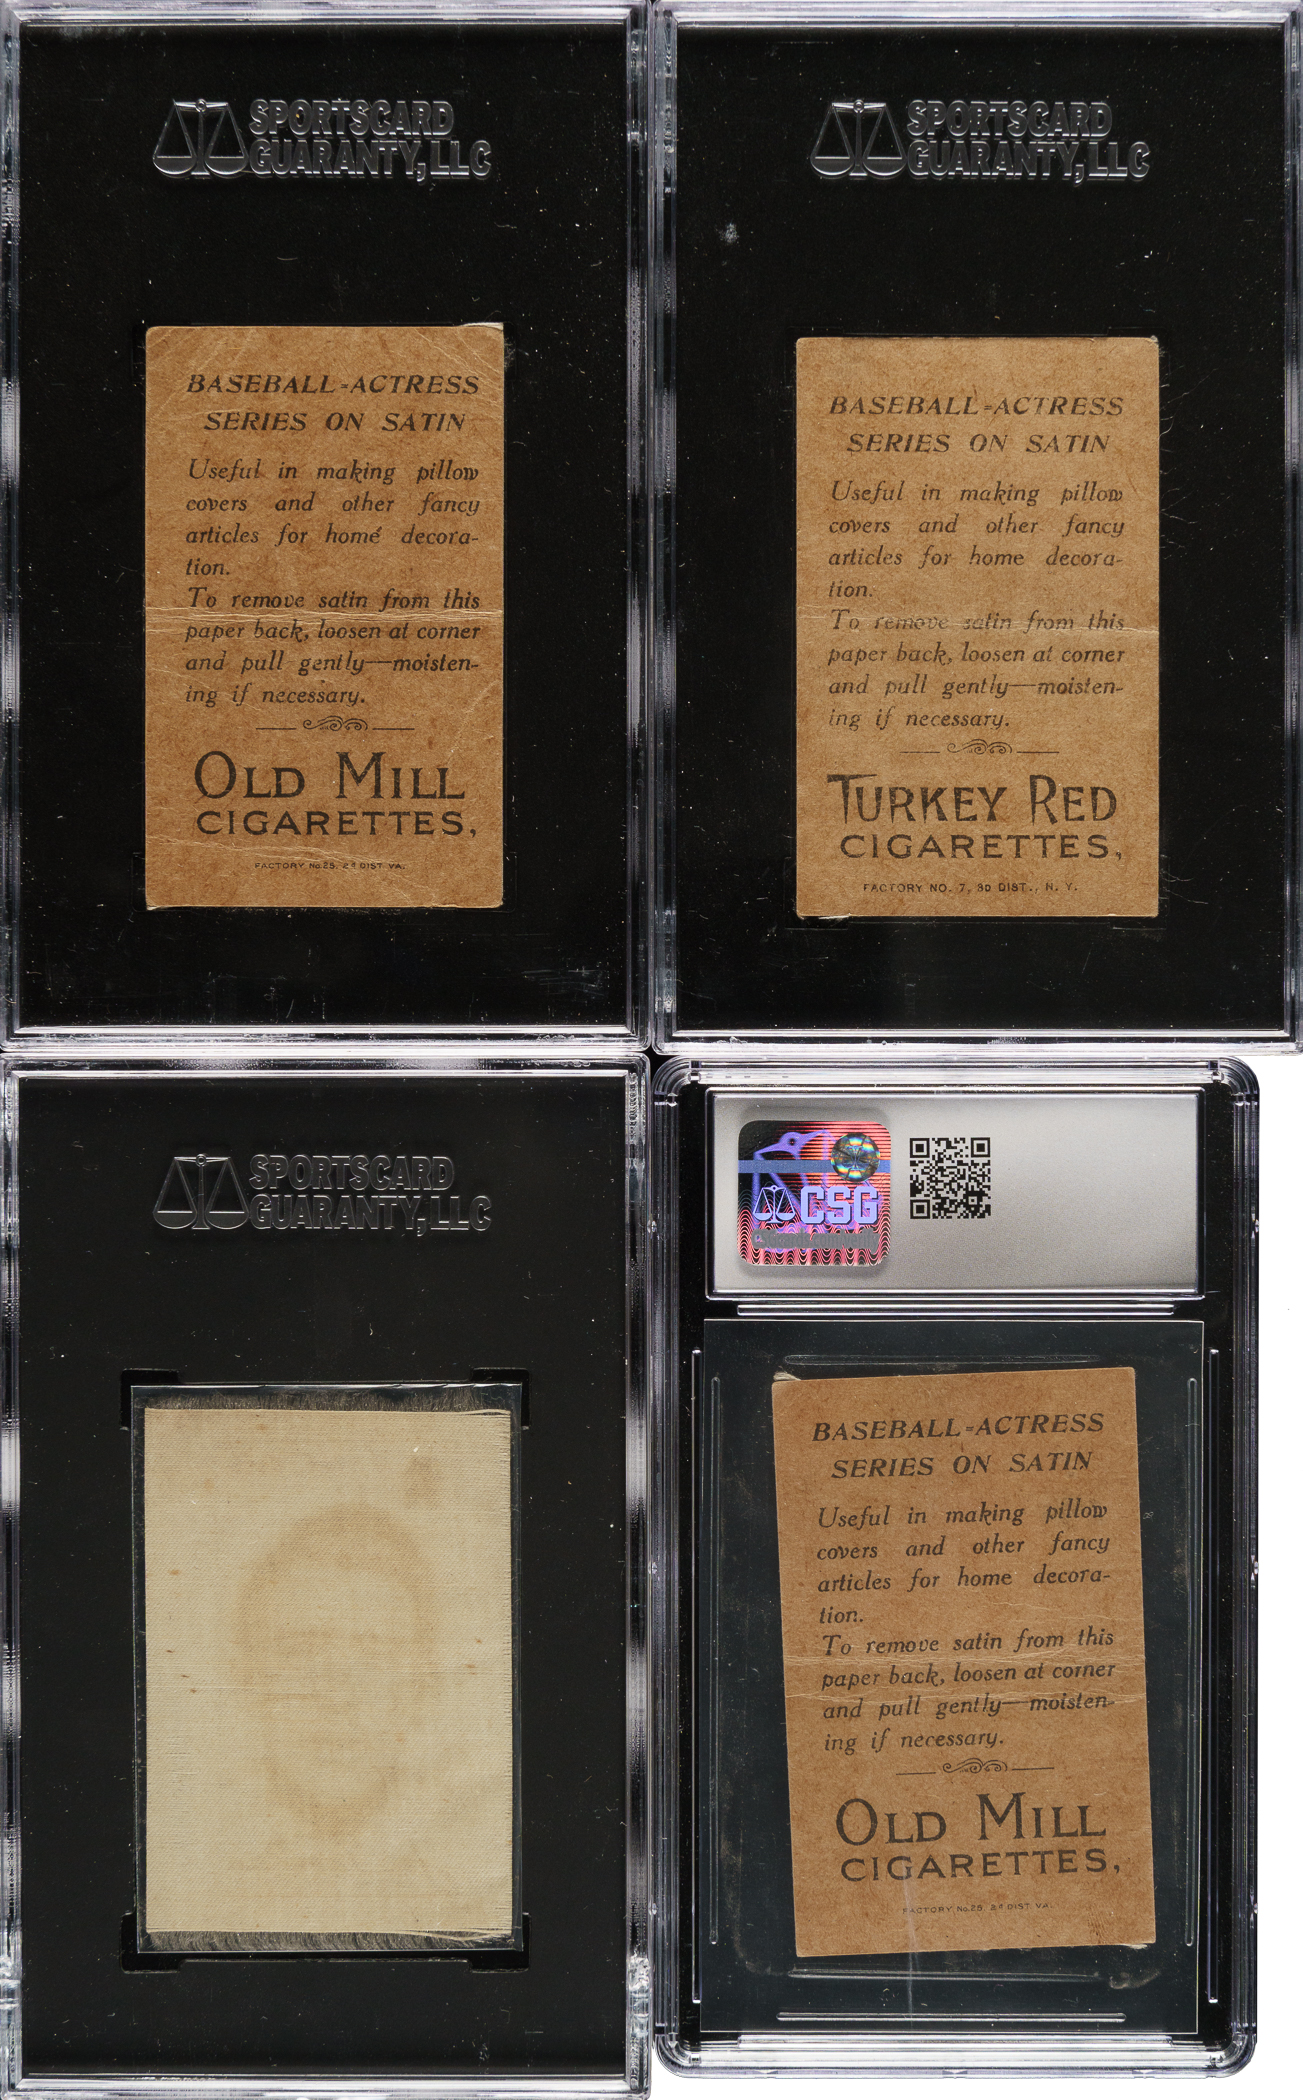 SPORTSCARD
GUARANTY, LLC
BASEBALL=ACTRESS
SERIES ON SATIN
Useful in making pillow
covers and other fancy
articles for home decora-
tion.
To remove satin from this
paper back, loosen at corner
and pull gently—moisten-
ing if necessary.
OLD MILL
CIGARETTES,
FACTORY No. 25, 2d DIST. VA.
SPORTSCARD
GUARANTY, LLC
BASEBALL=ACTRESS
SERIES ON SATIN
Useful in making pillow
covers and other fancy
articles for home decora-
tion.
To remove satin from this
paper back, loosen at corner
and pull gently—moisten-
ing if necessary.
TURKEY RED
CIGARETTES,
FACTORY NO. 7, 3D DIST., N. Y.
SPORTSCARD
GUARANTY, LLC
CSG
BASEBALL=ACTRESS
SERIES ON SATIN
Useful in making pillow
covers and other fancy
articles for home decora-
tion.
To remove satin from this
paper back, loosen at corner
and pull gently—moisten-
ing if necessary.
OLD MILL
CIGARETTES,
FACTORY No. 25, 2d DIST. VA.